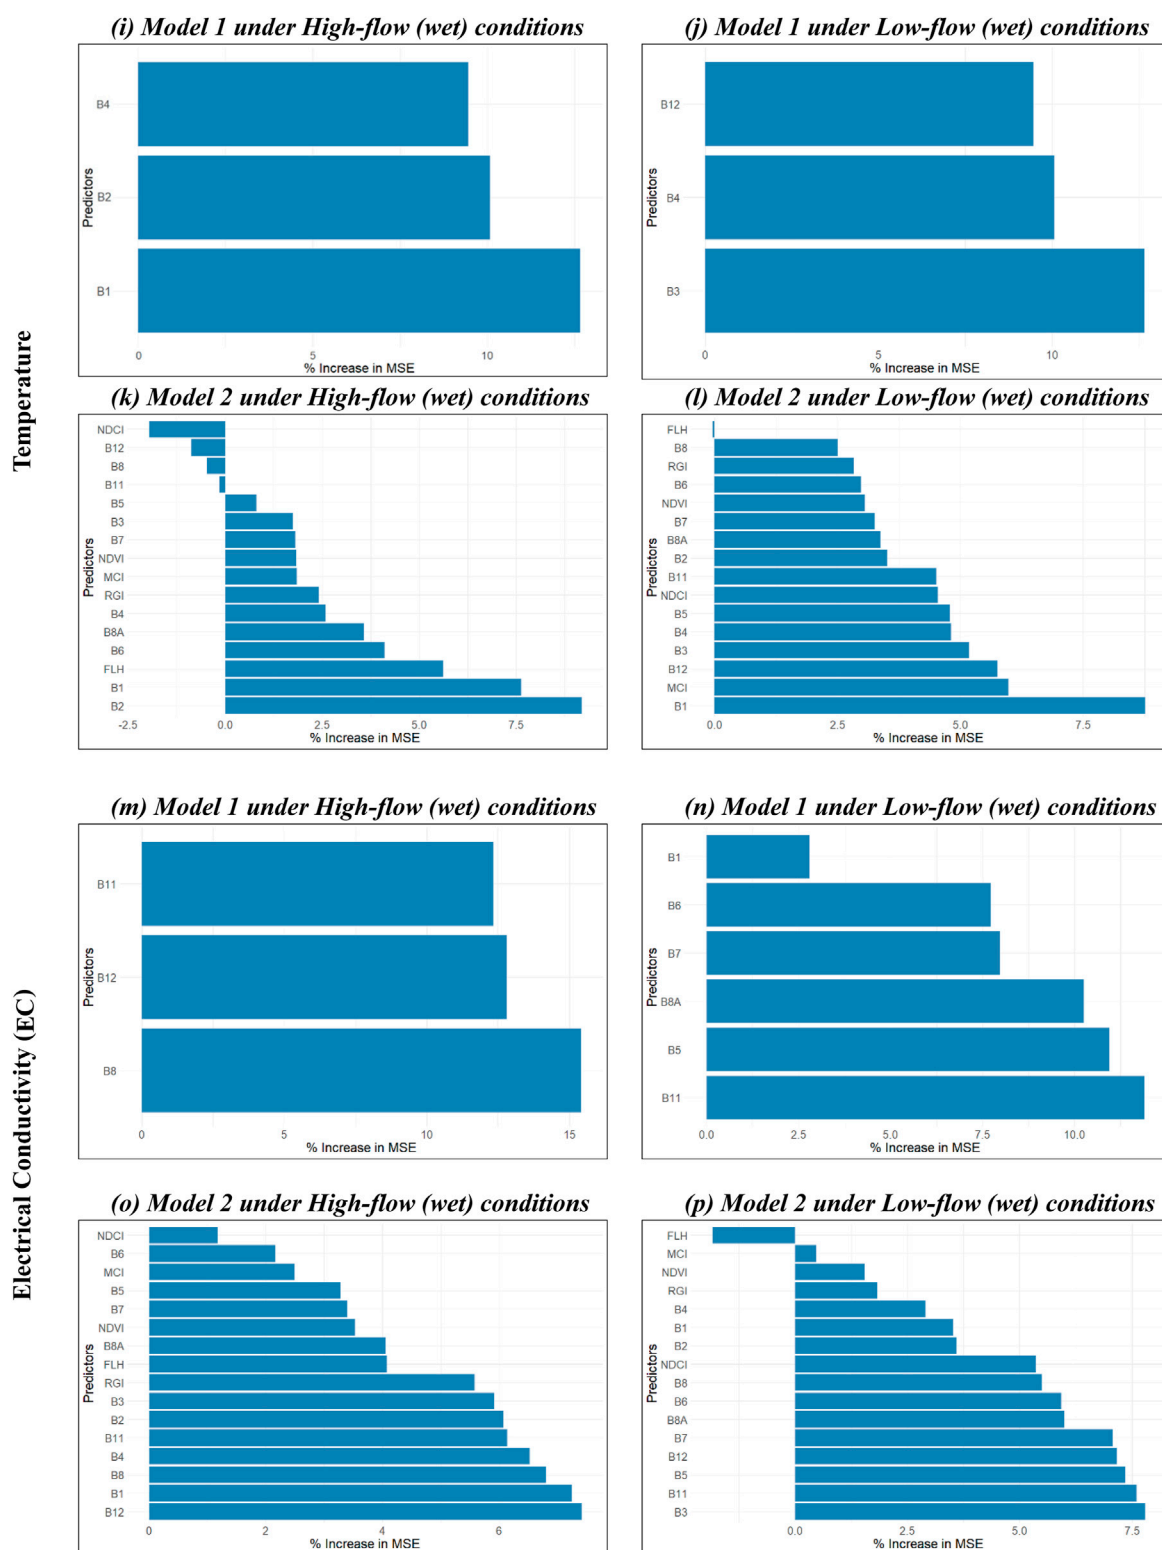 (i) Model 1 under High-flow (wet) conditions
B4
B2
B1
Predictors
0 5 10
% Increase in MSE
(j) Model 1 under Low-flow (wet) conditions
B12
B4
B3
Predictors
0 5 10
% Increase in MSE
Temperature
(k) Model 2 under High-flow (wet) conditions
NDCI
B12
B8
B11
B5
B3
B7
NDVI
MCI
RGI
B4
B8A
B6
FLH
B1
B2
Predictors
-2.5 0.0 2.5 5.0 7.5
% Increase in MSE
(l) Model 2 under Low-flow (wet) conditions
FLH
B8
RGI
B6
NDVI
B7
B8A
B2
B11
NDCI
B5
B4
B3
B12
MCI
B1
Predictors
0.0 2.5 5.0 7.5
% Increase in MSE
(m) Model 1 under High-flow (wet) conditions
B11
B12
B8
Predictors
0 5 10 15
% Increase in MSE
(n) Model 1 under Low-flow (wet) conditions
B1
B6
B7
B8A
B5
B11
Predictors
0.0 2.5 5.0 7.5 10.0
% Increase in MSE
Electrical Conductivity (EC)
(o) Model 2 under High-flow (wet) conditions
NDCI
B6
MCI
B5
B7
NDVI
B8A
FLH
RGI
B3
B2
B11
B4
B8
B1
B12
Predictors
0 2 4 6
% Increase in MSE
(p) Model 2 under Low-flow (wet) conditions
FLH
MCI
NDVI
RGI
B4
B1
B2
NDCI
B8
B6
B8A
B7
B12
B5
B11
B3
Predictors
0.0 2.5 5.0 7.5
% Increase in MSE